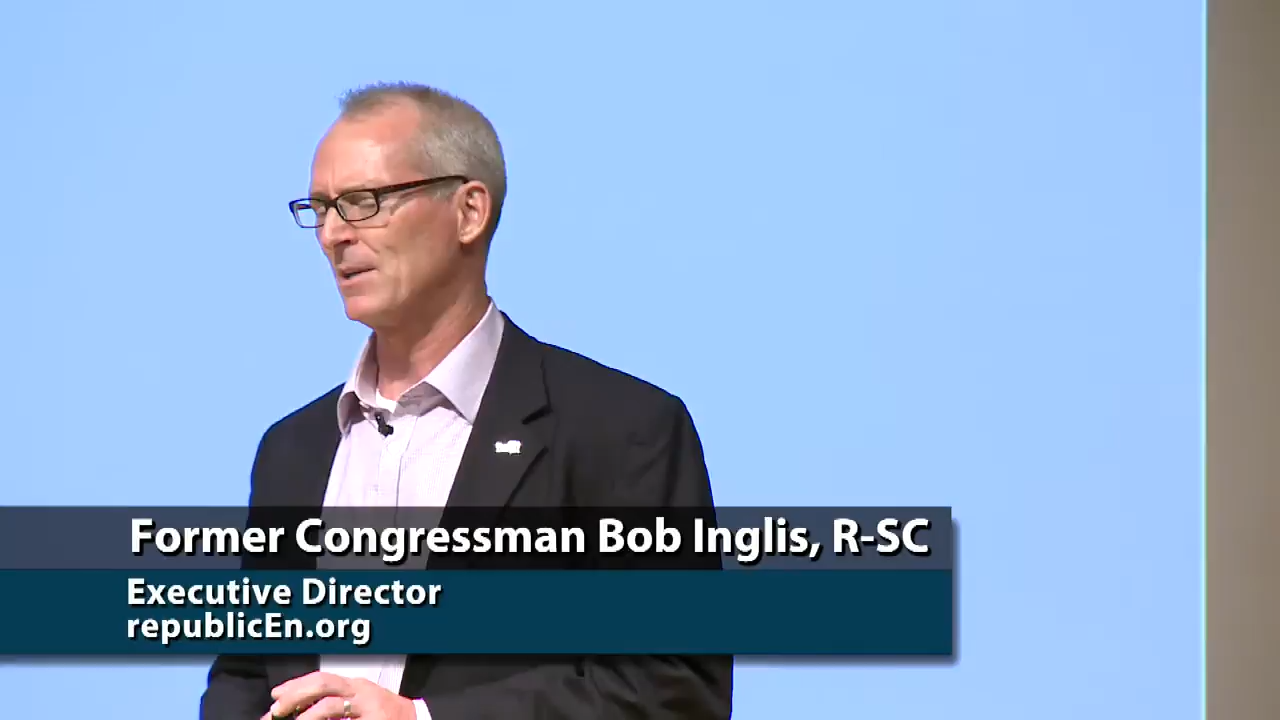 Former Congressman Bob Inglis, R-SC
Executive Director
republicEn.org